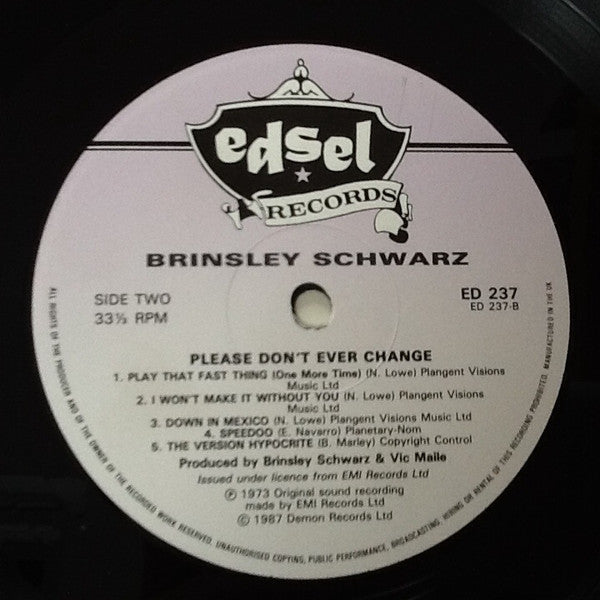 edsel
RECORDS
BRINSLEY SCHWARZ
SIDE TWO
33⅓ RPM
ED 237
ED 237-B
PLEASE DON'T EVER CHANGE
1. PLAY THAT FAST THING (One More Time) (N. Lowe) Plangent Visions
Music Ltd
2. I WON'T MAKE IT WITHOUT YOU (N. Lowe) Plangent Visions
Music Ltd
3. DOWN IN MEXICO (N. Lowe) Plangent Visions Music Ltd
4. SPEEDOO (E. Navarro) Planetary-Nom
5. THE VERSION HYPOCRITE (B. Marley) Copyright Control
Produced by Brinsley Schwarz & Vic Maile
Issued under licence from EMI Records Ltd
℗ 1973 Original sound recording
made by EMI Records Ltd
© 1987 Demon Records Ltd
ALL RIGHTS OF THE PRODUCER AND OF THE OWNER OF THE RECORDED WORK RESERVED. UNAUTHORISED COPYING, PUBLIC PERFORMANCE, BROADCASTING, HIRING OR RENTAL OF THIS RECORDING PROHIBITED. MANUFACTURED IN THE UK